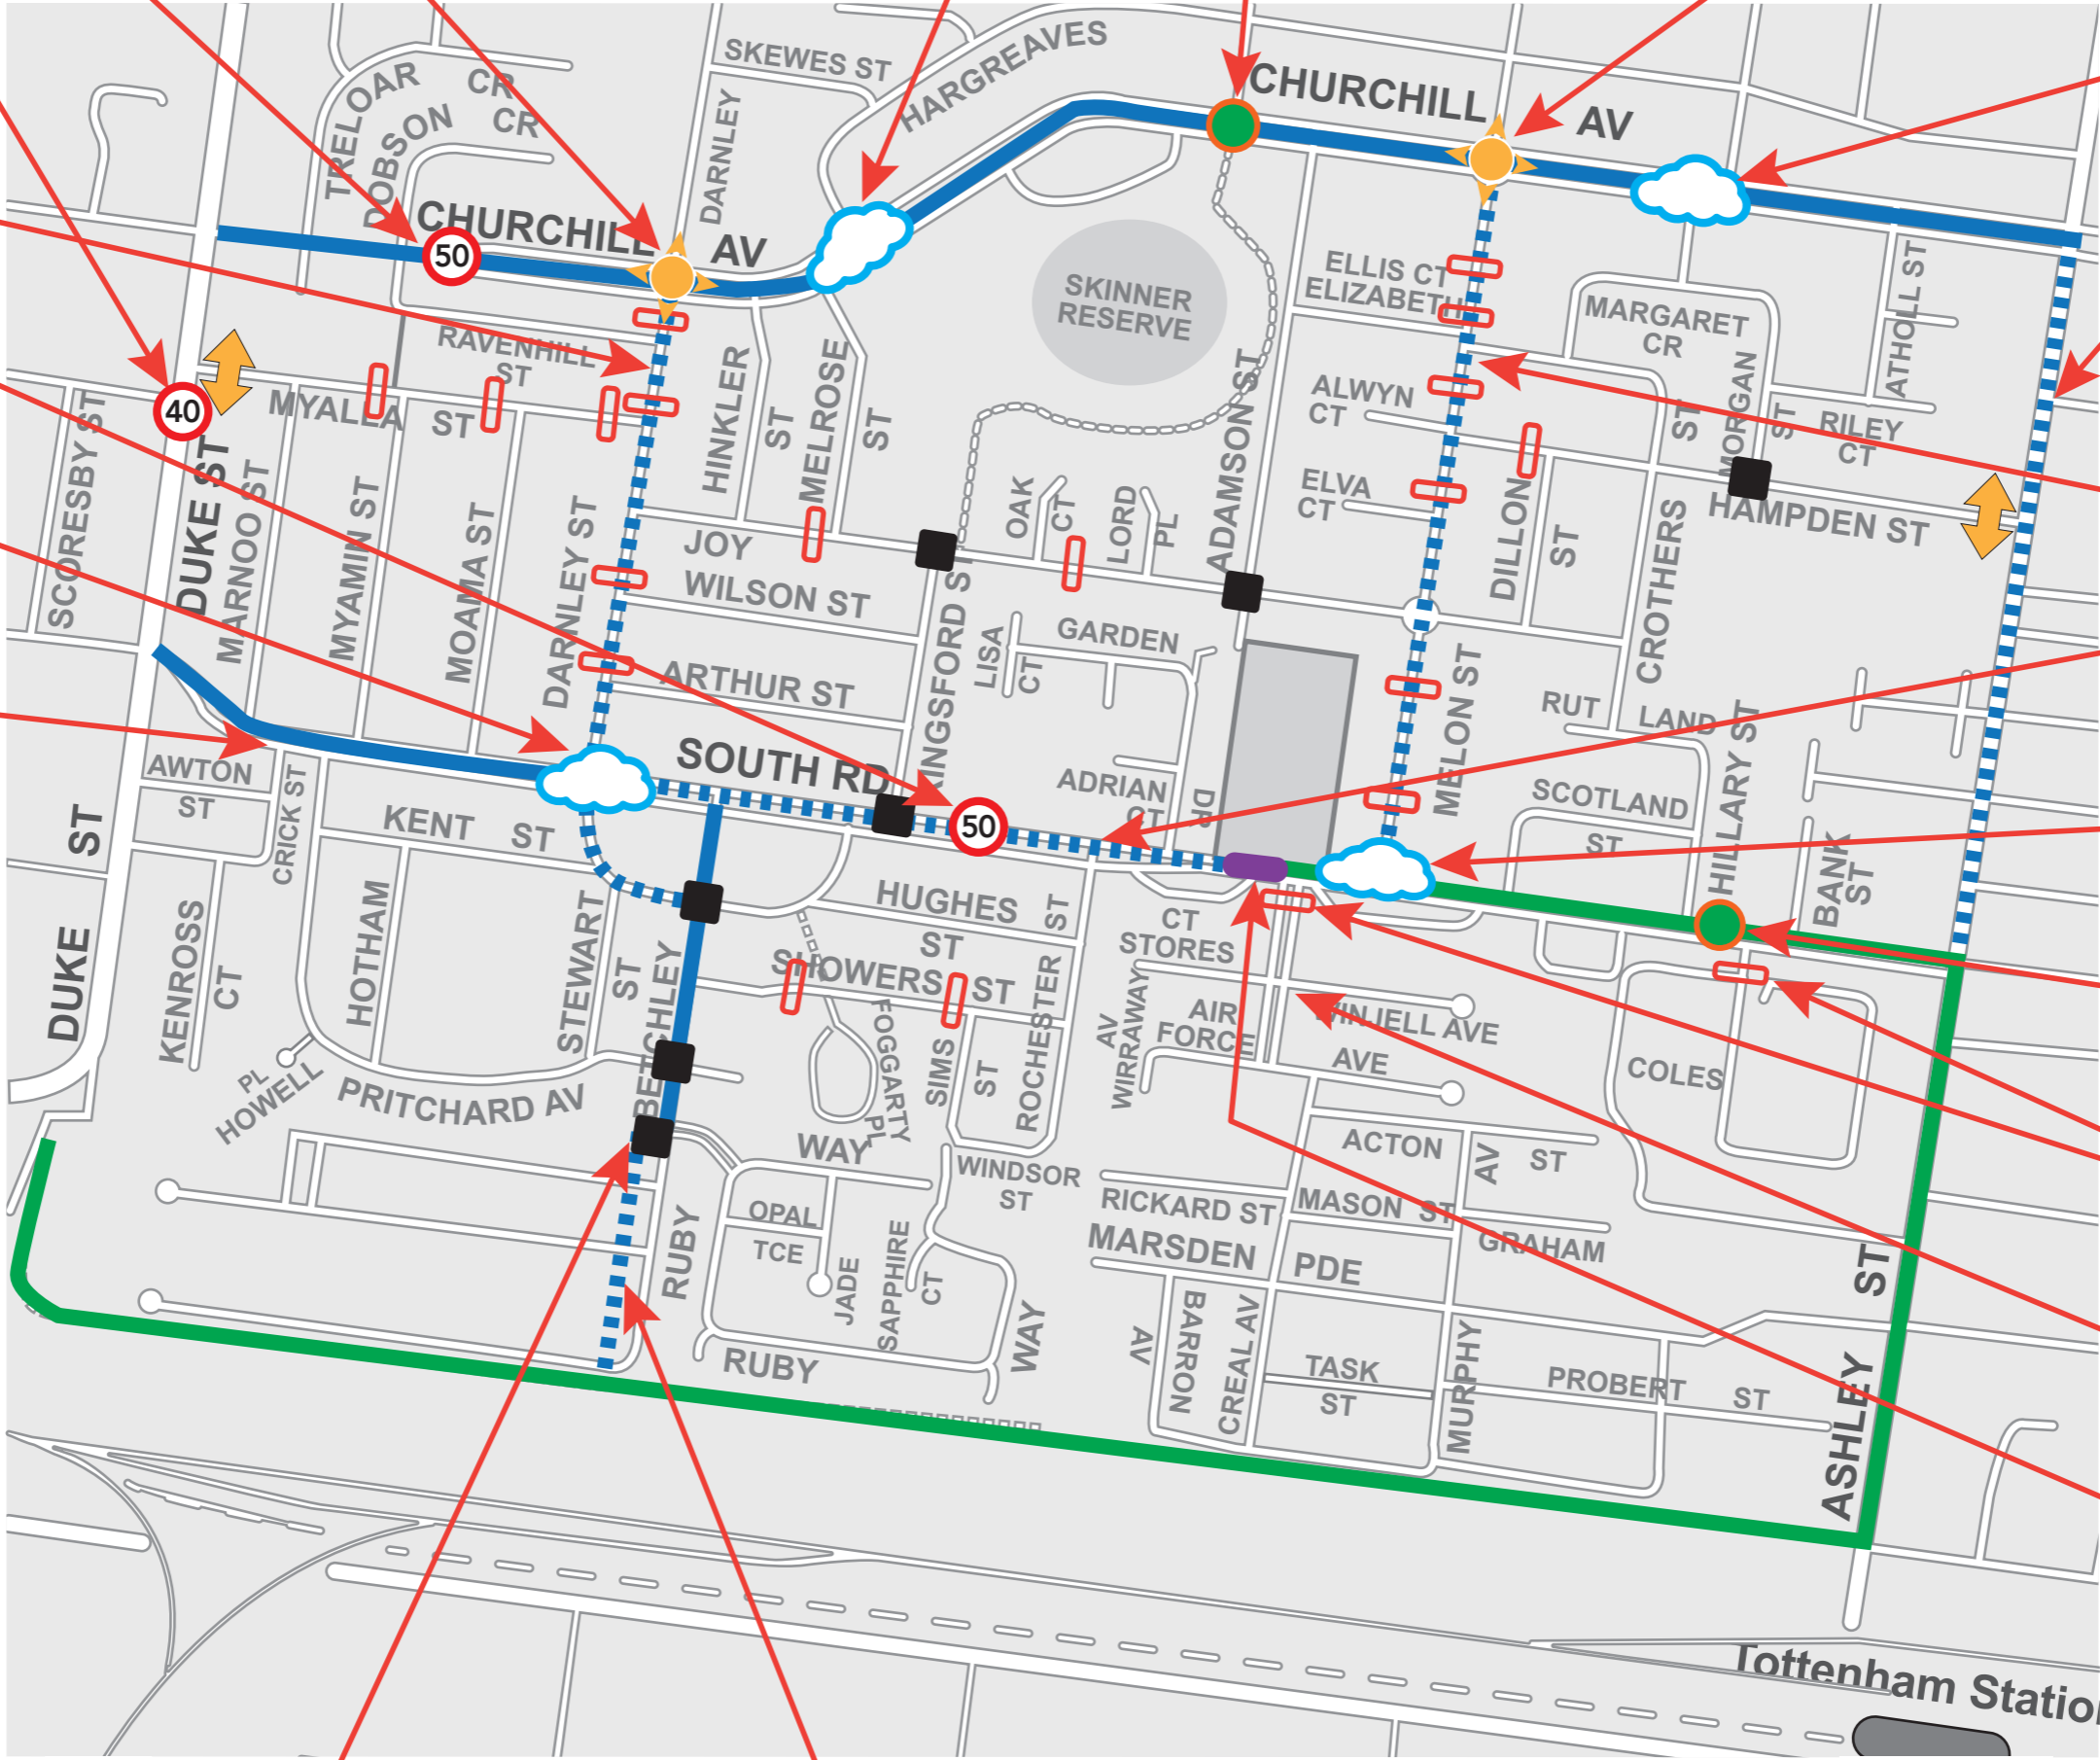 SKEWES ST
HARGREAVES
CHURCHILL
AV
TRELOAR
CR
DOBSON
CR
DARNLEY
CHURCHILL
AV
50
SKINNER
RESERVE
ELLIS CT
ELIZABETH
MARGARET
CR
ATHOLL ST
RAVENHILL
ST
40
MYALLA
ST
HINKLER
ST
MELROSE
ST
ALWYN
CT
ST
MORGAN
ST
RILEY
CT
SCORESBY ST
DUKE ST
MARNOO ST
MYAMIN ST
MOAMA ST
DARNLEY ST
OAK
CT
LORD
PL
ADAMSON ST
ELVA
CT
DILLON
ST
CROTHERS
HAMPDEN ST
JOY
WILSON ST
ARTHUR ST
KINGSFORD ST
LISA
CT
GARDEN
DR
MELON ST
RUT
LAND
HILLARY ST
SOUTH RD
50
ADRIAN
CT
SCOTLAND
ST
BANK
ST
AWTON
ST
CRICK ST
KENT
ST
DUKE
ST
KENROSS
CT
HOTHAM
STEWART
ST
BETCHLEY
HUGHES
ST
SHOWERS
ST
ST
ROCHESTER
CT
STORES
AV
WIRRAWAY
AIR
FORCE
WINJELL AVE
AVE
COLES
FOGGARTY
PL
SIMS
ST
PL
HOWELL
PRITCHARD AV
WAY
WINDSOR
ST
ACTON
ST
AV
RICKARD ST
MASON ST
GRAHAM
MARSDEN
PDE
OPAL
TCE
JADE
SAPPHIRE
CT
RUBY
RUBY
WAY
AV
BARRON
CREAL AV
TASK
ST
MURPHY
PROBERT
ST
ASHLEY
ST
Tottenham Station